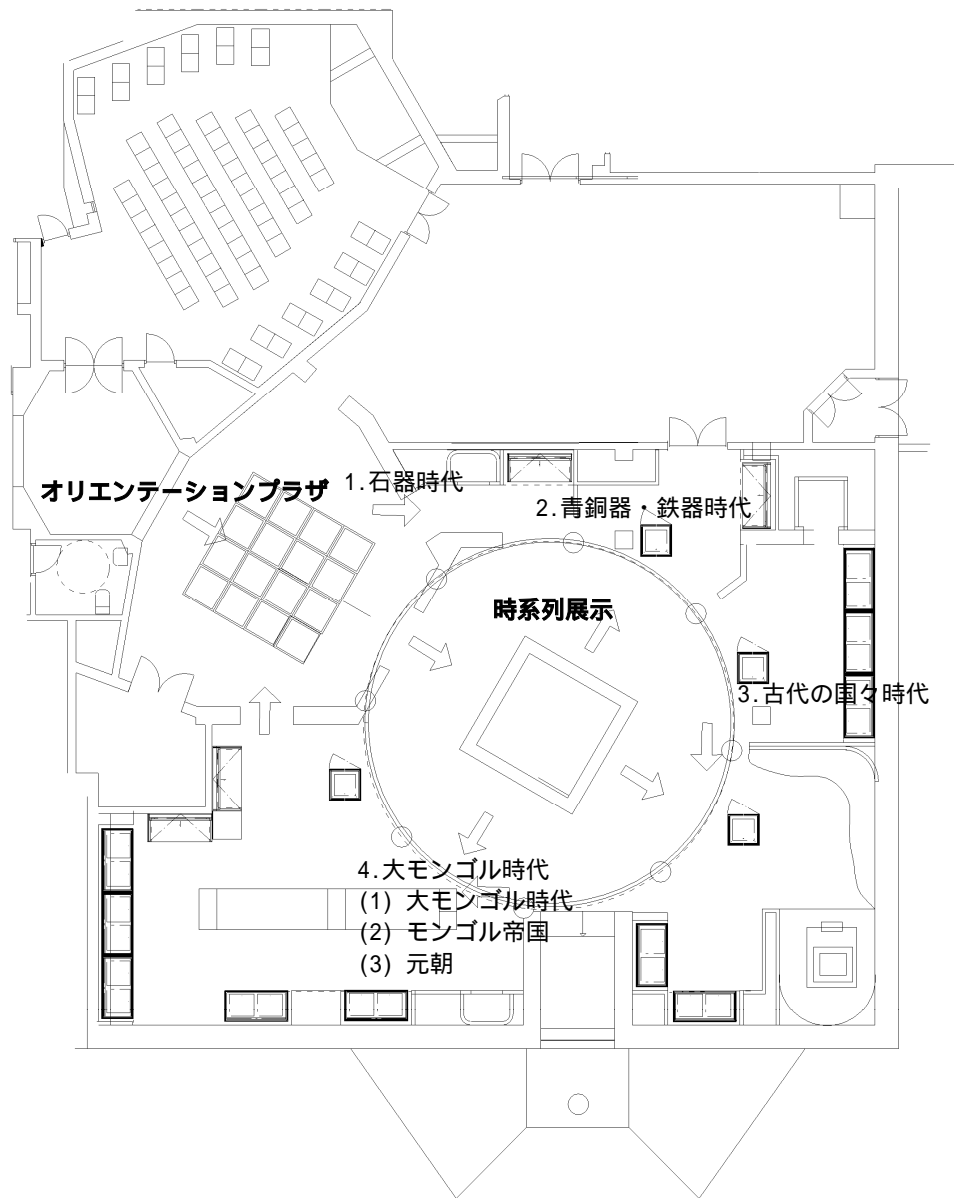 オリエンテーションプラザ
1.石器時代
2.青銅器・鉄器時代
時系列展示
3.古代の国々時代
4.大モンゴル時代
(1) 大モンゴル時代
(2) モンゴル帝国
(3) 元朝